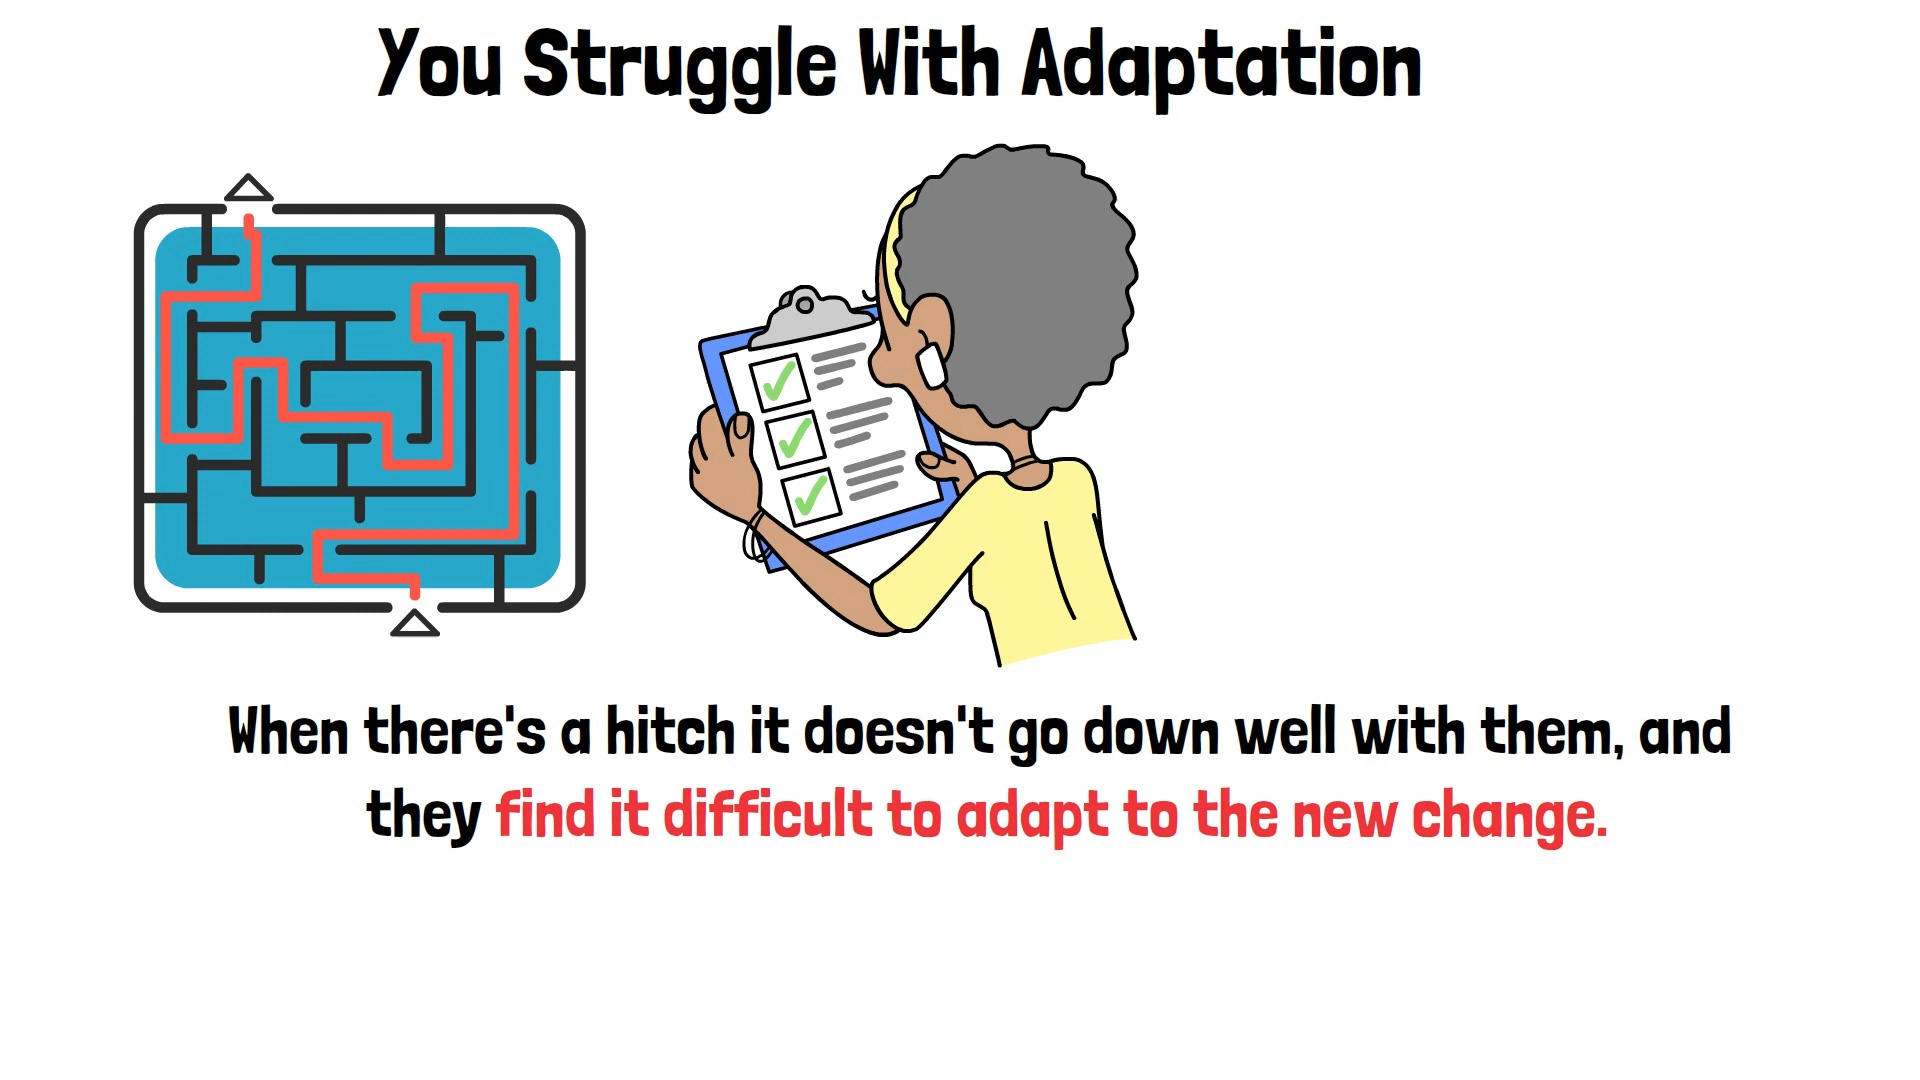 You Struggle With Adaptation
When there's a hitch it doesn't go down well with them, and
they find it difficult to adapt to the new change.